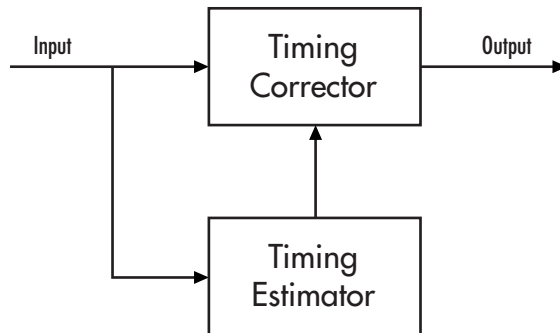 Input
Timing
Corrector
Output
Timing
Estimator